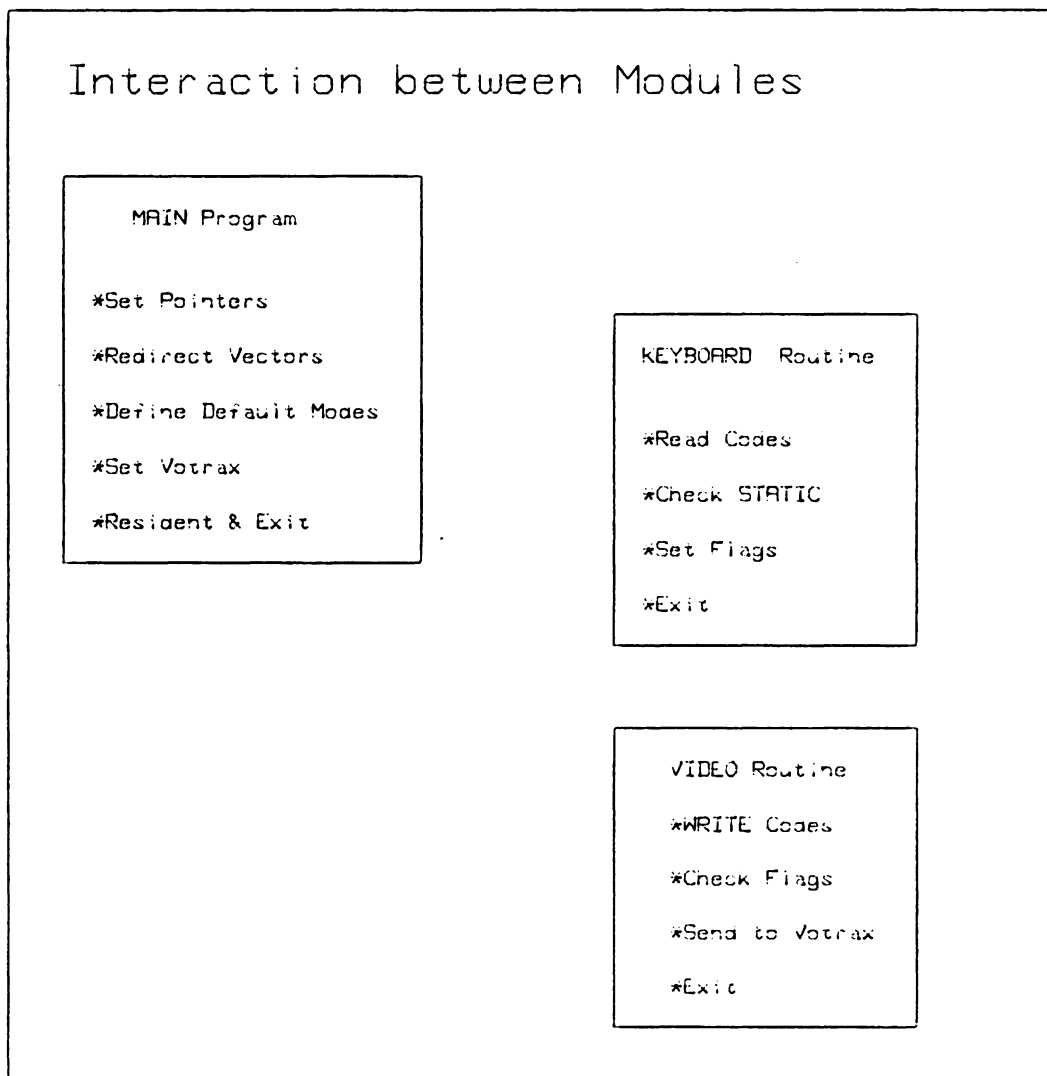 Interaction between Modules
MAIN Program
*Set Pointers
*Redirect Vectors
*Define Default Modes
*Set Votrax
*Resident & Exit
KEYBOARD Routine
*Read Codes
*Check STATIC
*Set Flags
*Exit
VIDEO Routine
*WRITE Codes
*Check Flags
*Send to Votrax
*Exit